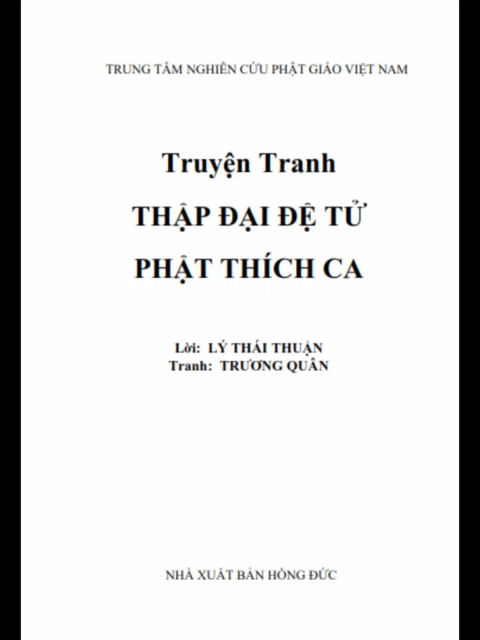 TRUNG TÂM NGHIÊN CỨU PHẬT GIÁO VIỆT NAM
Truyện Tranh
THẬP ĐẠI ĐỆ TỬ
PHẬT THÍCH CA
Lời: LÝ THÁI THUẬN
Tranh: TRƯƠNG QUÂN
NHÀ XUẤT BẢN HỒNG ĐỨC